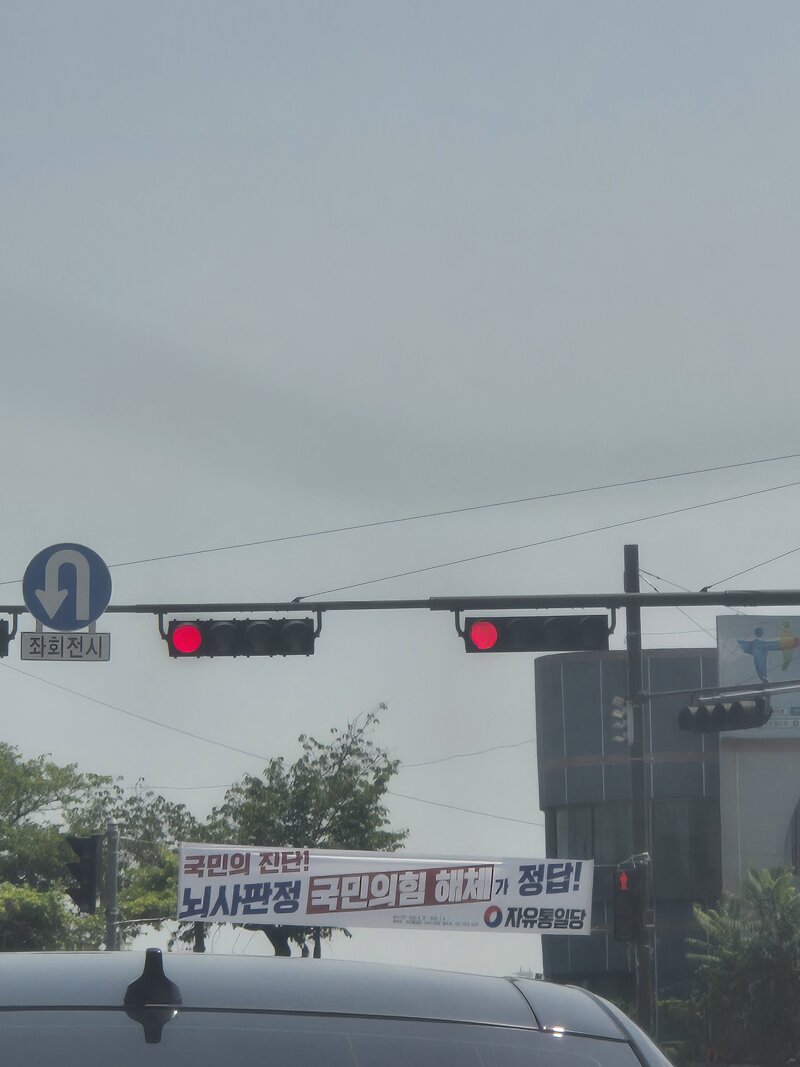 좌회전시
국민의 진단!
뇌사판정 국민의힘 해체가 정답!
자유통일당